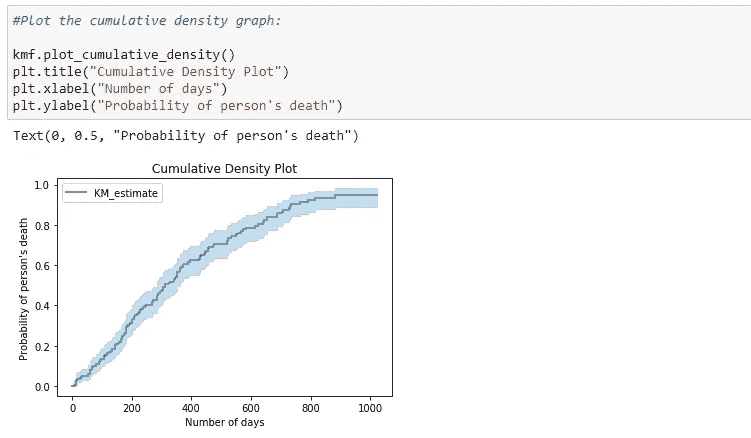 #Plot the cumulative density graph:
kmf.plot_cumulative_density()
plt.title("Cumulative Density Plot")
plt.xlabel("Number of days")
plt.ylabel("Probability of person's death")
Text(0, 0.5, "Probability of person's death")
Cumulative Density Plot
KM_estimate
Probability of person's death
1.0
0.8
0.6
0.4
0.2
0.0
0 200 400 600 800 1000
Number of days